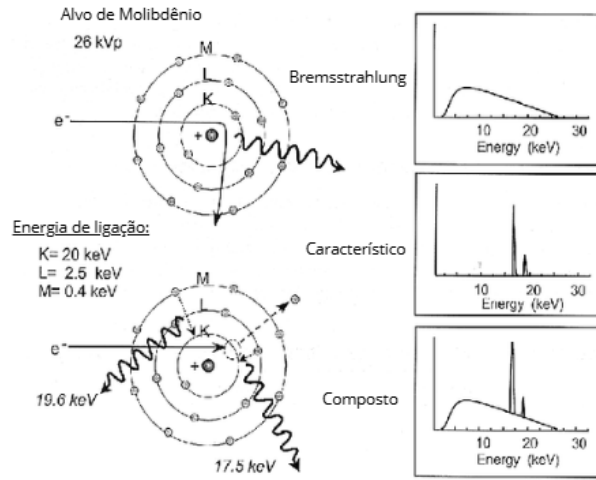 Alvo de Molibdênio
26 kVp
M
L
K
e⁻
+
Bremsstrahlung
10 20 30
Energy (keV)
Energia de ligação:
K= 20 keV
L= 2.5 keV
M= 0.4 keV
Característico
10 20 30
Energy (keV)
M
L
K
e⁻
+
19.6 keV
17.5 keV
Composto
10 20 30
Energy (keV)